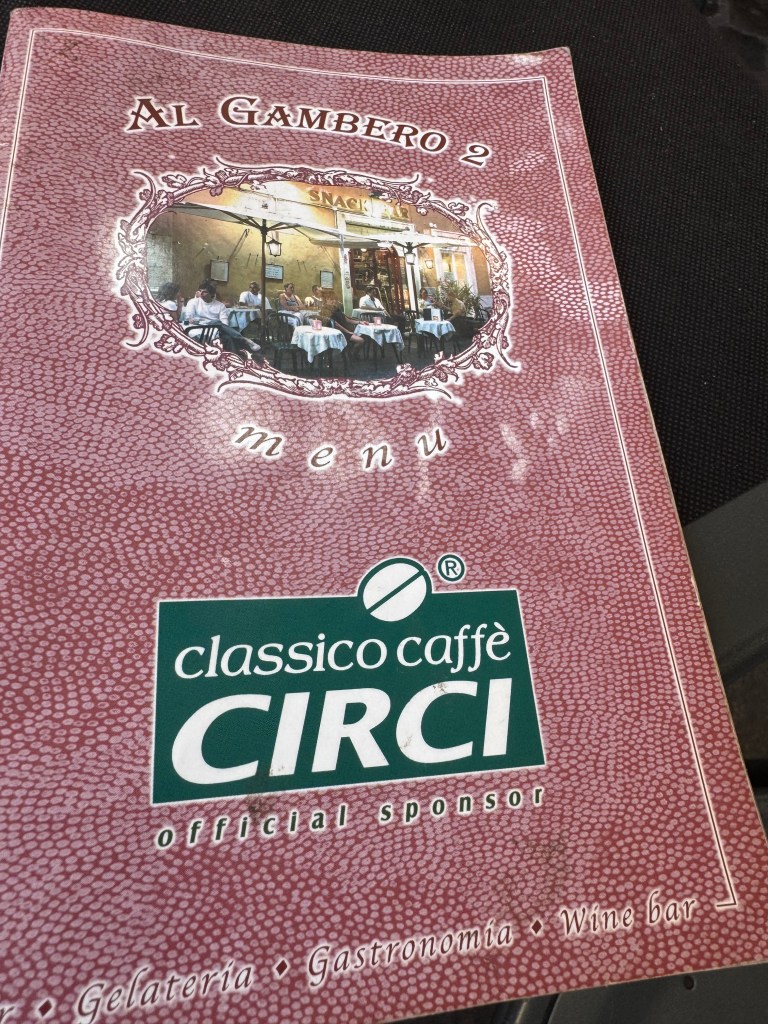 AL GAMBERO 2
SNACK BAR
menu
®
classico caffè
CIRCI
official sponsor
♦ Gelateria ♦ Gastronomia ♦ Wine bar